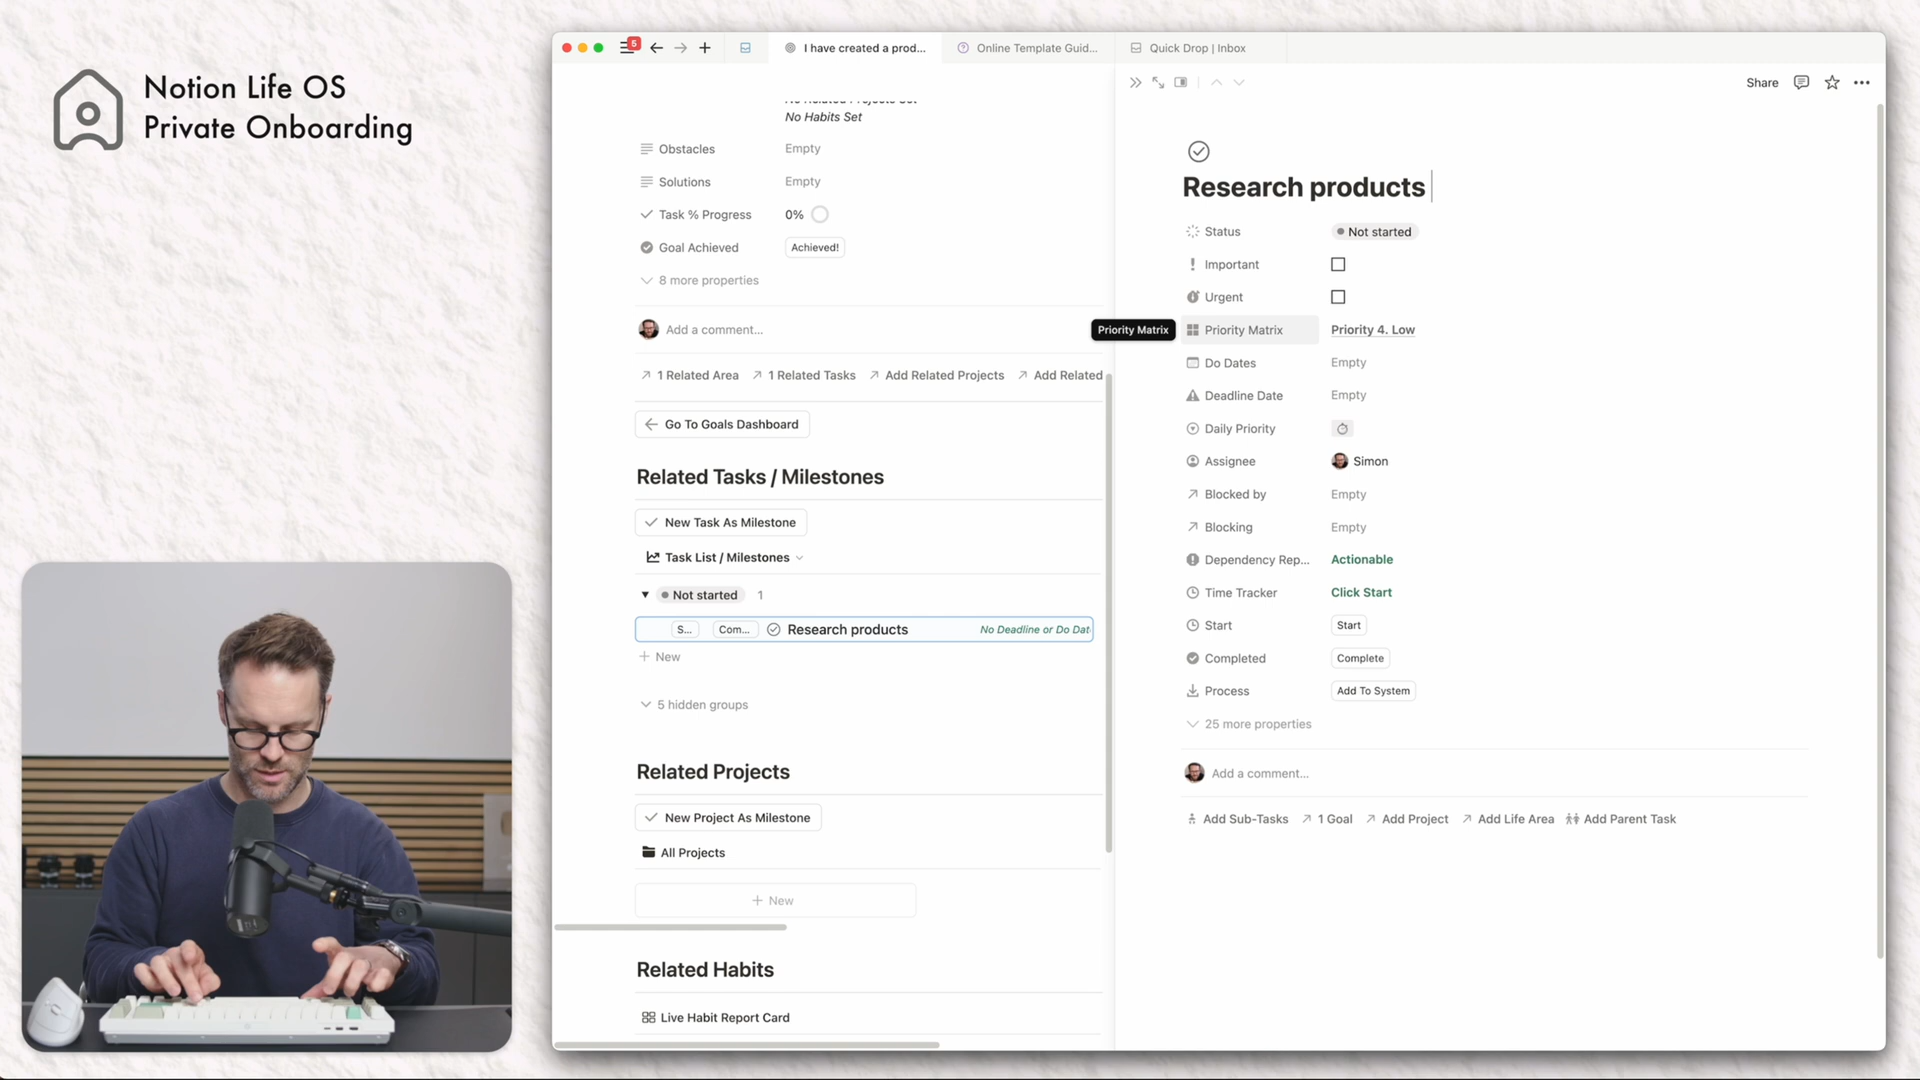 Notion Life OS
Private Onboarding
5
I have created a prod...
Online Template Guid...
Quick Drop | Inbox
Share
No Habits Set
Obstacles Empty
Solutions Empty
Task % Progress 0%
Goal Achieved Achieved!
8 more properties
Add a comment...
1 Related Area 1 Related Tasks Add Related Projects Add Related
Go To Goals Dashboard
Related Tasks / Milestones
New Task As Milestone
Task List / Milestones
Not started 1
S... Com... Research products No Deadline or Do Dat
New
5 hidden groups
Related Projects
New Project As Milestone
All Projects
New
Related Habits
Live Habit Report Card
Research products
Status Not started
Important
Urgent
Priority Matrix
Priority Matrix Priority 4. Low
Do Dates Empty
Deadline Date Empty
Daily Priority
Assignee Simon
Blocked by Empty
Blocking Empty
Dependency Rep... Actionable
Time Tracker Click Start
Start Start
Completed Complete
Process Add To System
25 more properties
Add a comment...
Add Sub-Tasks 1 Goal Add Project Add Life Area Add Parent Task